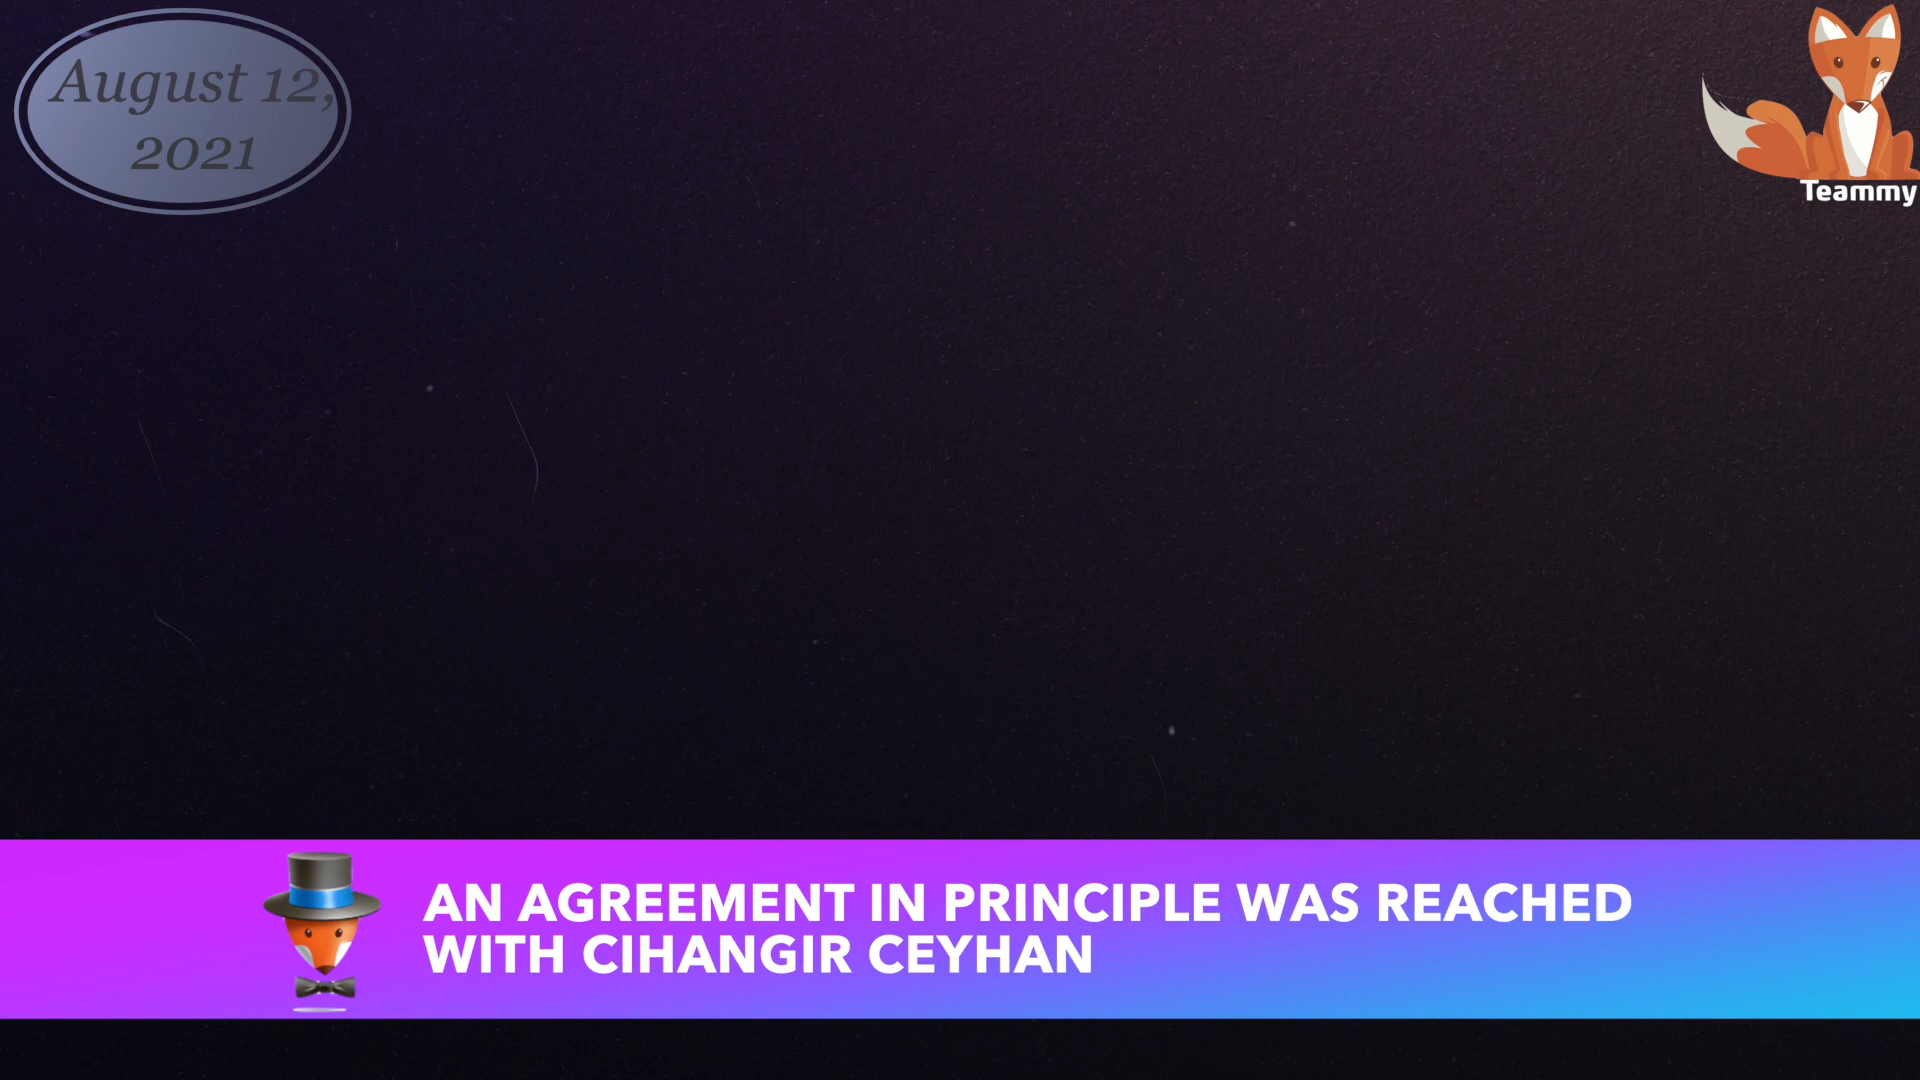 August 12,
2021
Teammy
AN AGREEMENT IN PRINCIPLE WAS REACHED
WITH CIHANGIR CEYHAN